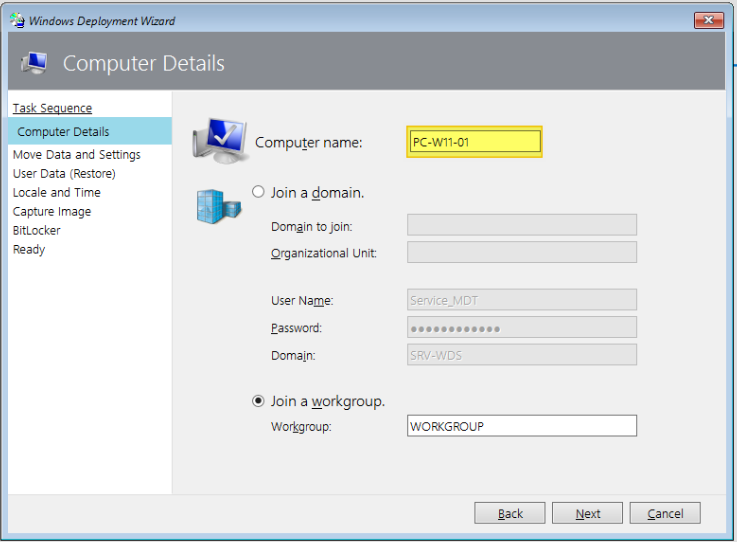 Windows Deployment Wizard
Computer Details
Task Sequence
Computer Details
Move Data and Settings
User Data (Restore)
Locale and Time
Capture Image
BitLocker
Ready
Computer name: PC-W11-01
Join a domain.
Domain to join:
Organizational Unit:
User Name: Service_MDT
Password: ●●●●●●●●●●●●
Domain: SRV-WDS
Join a workgroup.
Workgroup: WORKGROUP
Back Next Cancel